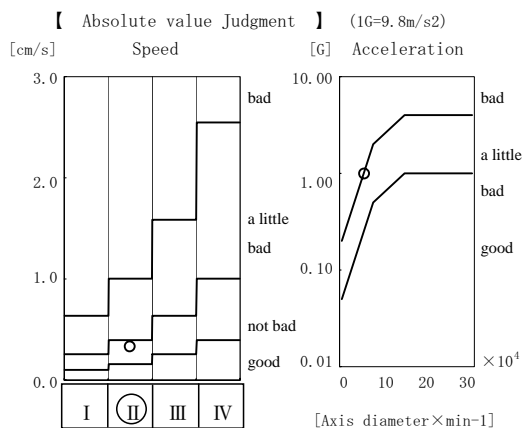 【 Absolute value Judgment 】 (1G=9.8m/s2)
[cm/s] Speed
3.0
2.0
1.0
0.0
bad
a little
bad
not bad
good
I II III IV
[G] Acceleration
10.00
1.00
0.10
0.01
bad
a little
bad
good
×10⁴
0 10 20 30
[Axis diameter×min-1]